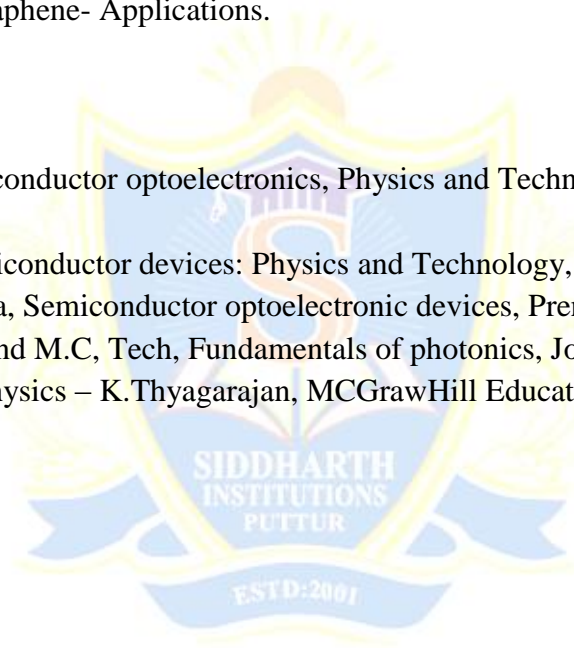 aphene- Applications.
conductor optoelectronics, Physics and Techn
iconductor devices: Physics and Technology,
a, Semiconductor optoelectronic devices, Pren
nd M.C, Tech, Fundamentals of photonics, Jo
hysics – K.Thyagarajan, MCGrawHill Educat
S
SIDDHARTH
INSTITUTIONS
PUTTUR
ESTD:2001